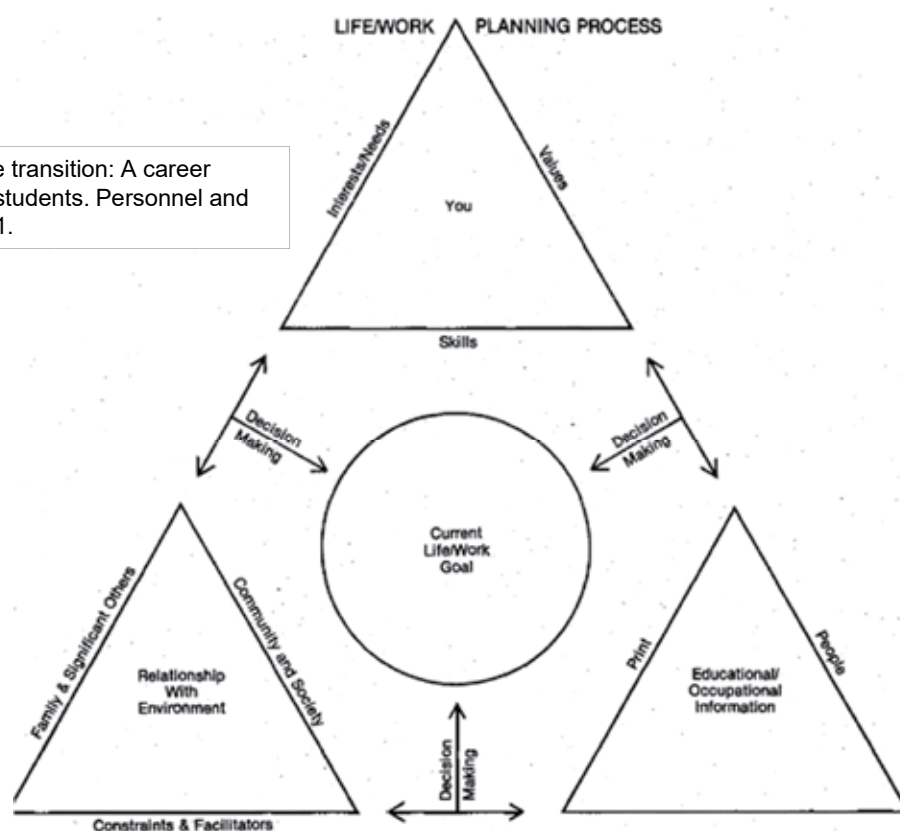 LIFE/WORK PLANNING PROCESS
e transition: A career
students. Personnel and
1.
Interests/Needs
Values
You
Skills
Decision
Making
Decision
Making
Current
Life/Work
Goal
Family & Significant Others
Community and Society
Relationship
With
Environment
Constraints & Facilitators
Print
People
Educational/
Occupational
Information
Decision
Making